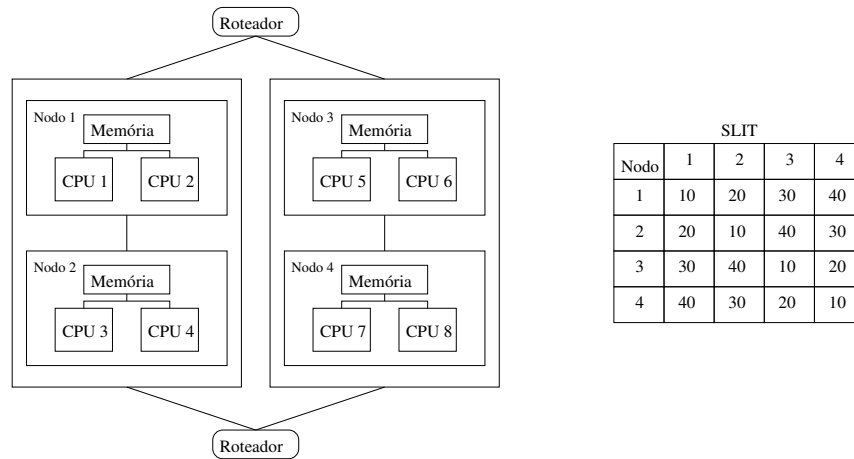 Roteador
Nodo 1
Memória
CPU 1 CPU 2
Nodo 2
Memória
CPU 3 CPU 4
Nodo 3
Memória
CPU 5 CPU 6
Nodo 4
Memória
CPU 7 CPU 8
Roteador
SLIT
Nodo 1 2 3 4
1 10 20 30 40
2 20 10 40 30
3 30 40 10 20
4 40 30 20 10